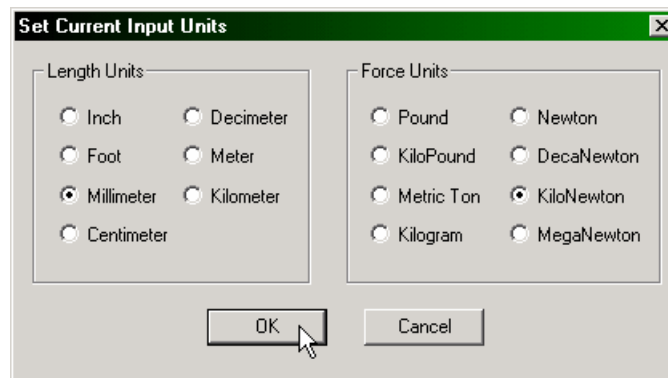 Set Current Input Units
Length Units
Inch
Decimeter
Foot
Meter
Millimeter
Kilometer
Centimeter
Force Units
Pound
Newton
KiloPound
DecaNewton
Metric Ton
KiloNewton
Kilogram
MegaNewton
OK
Cancel